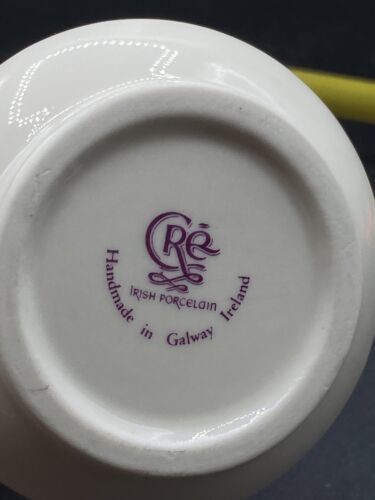 CRé
IRISH PORCELAIN
Handmade in Galway Ireland